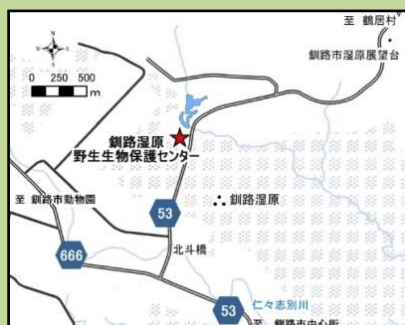 至 鶴居村
釧路市湿原展望台
N
W
E
S
0 250 500
m
釧路湿原
野生生物保護センター
至 釧路市動物園
53
釧路湿原
666
北斗橋
53
仁々志別川
至 釧路市中心街